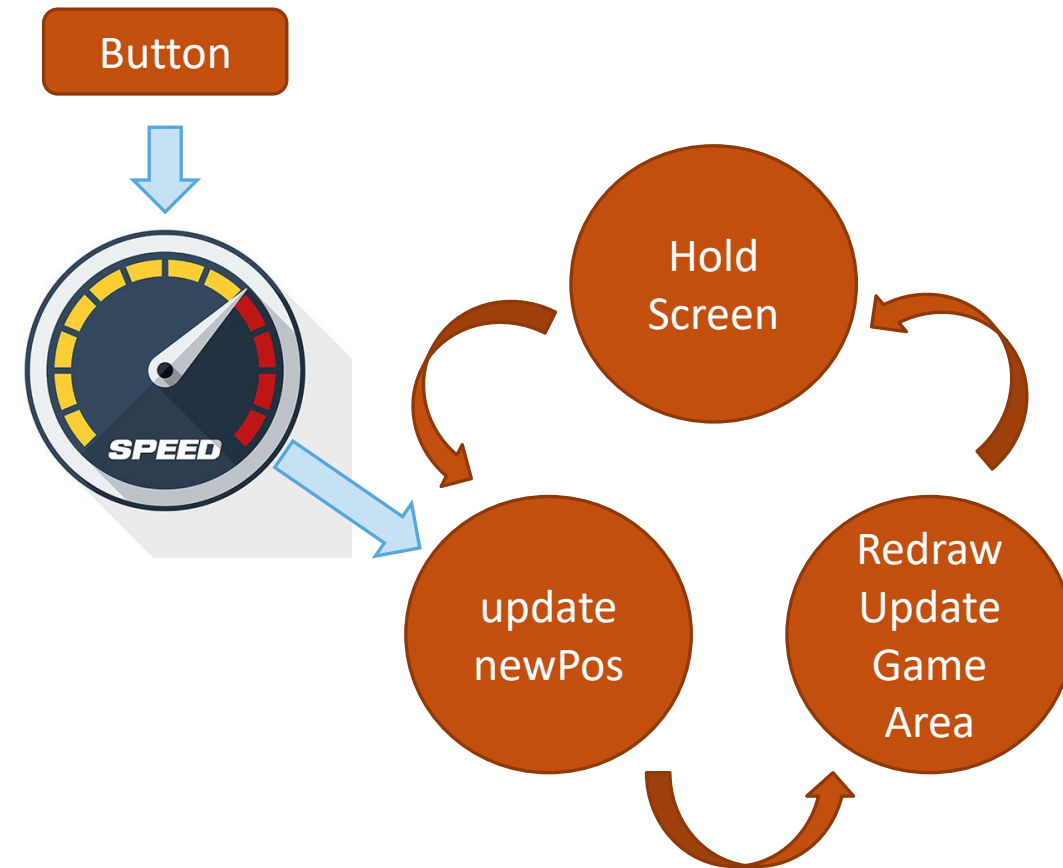 Button
Hold
Screen
SPEED
update
newPos
Redraw
Update
Game
Area